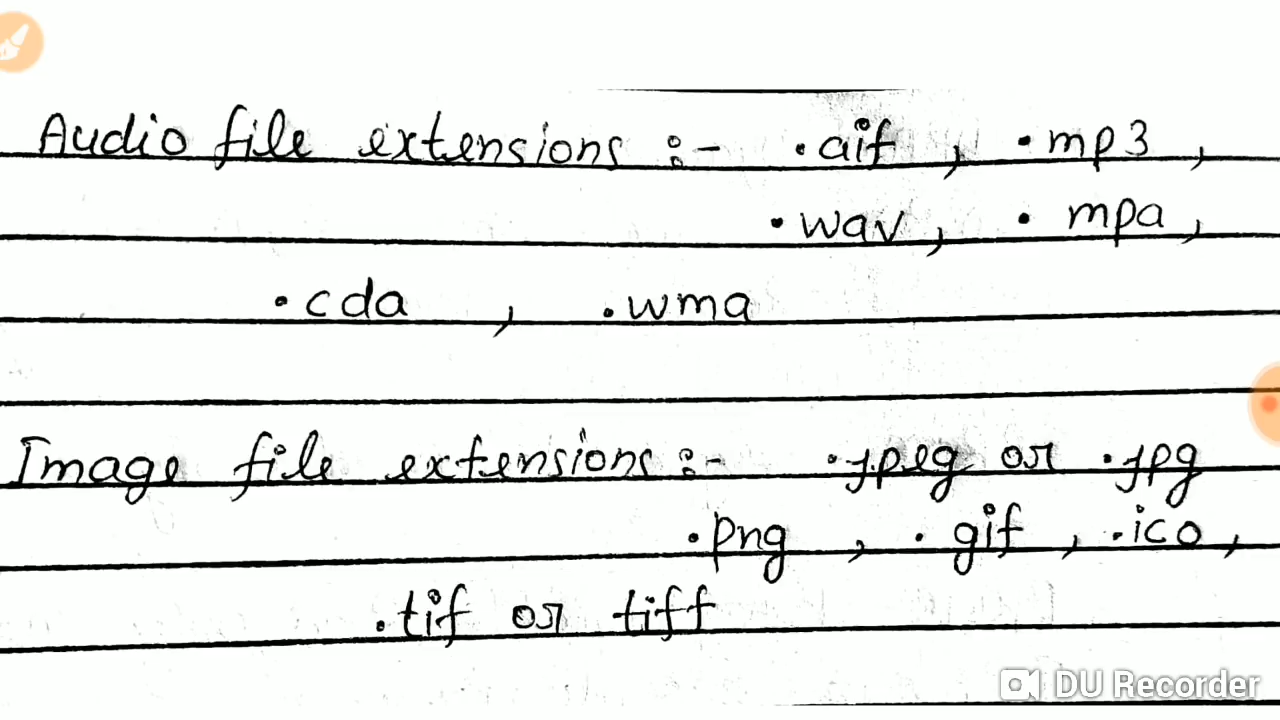 Audio file extensions :- .aif , .mp3 ,
.wav , .mpa ,
.cda , .wma
Image file extensions :- .jpeg or .jpg
.png , .gif , .ico ,
.tif or tiff
DU Recorder